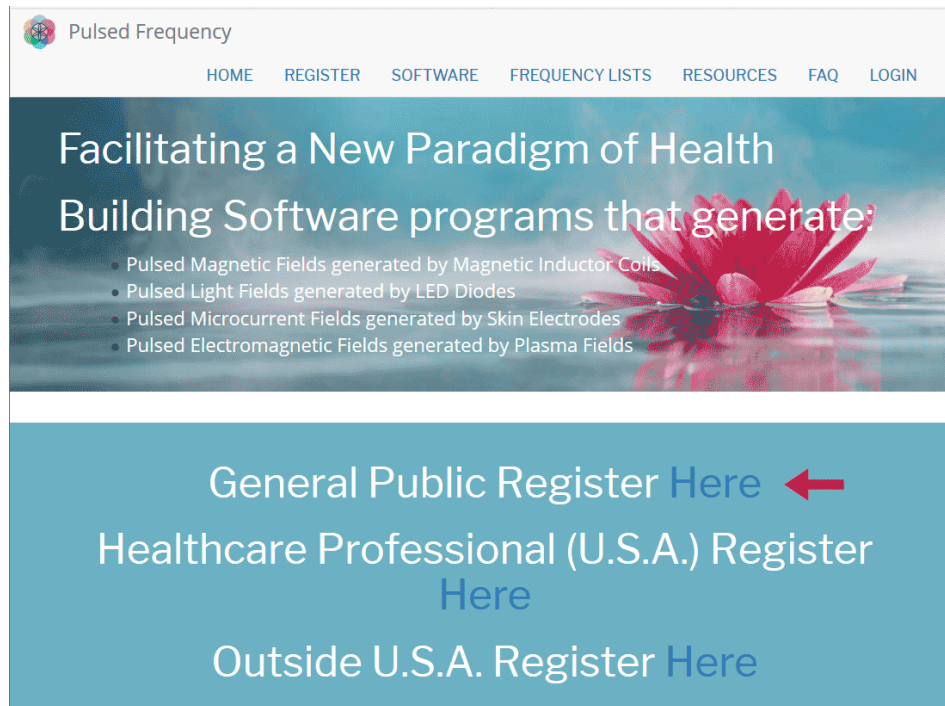 Pulsed Frequency
HOME REGISTER SOFTWARE FREQUENCY LISTS RESOURCES FAQ LOGIN
Facilitating a New Paradigm of Health
Building Software programs that generate:
Pulsed Magnetic Fields generated by Magnetic Inductor Coils
Pulsed Light Fields generated by LED Diodes
Pulsed Microcurrent Fields generated by Skin Electrodes
Pulsed Electromagnetic Fields generated by Plasma Fields
General Public Register Here
Healthcare Professional (U.S.A.) Register
Here
Outside U.S.A. Register Here